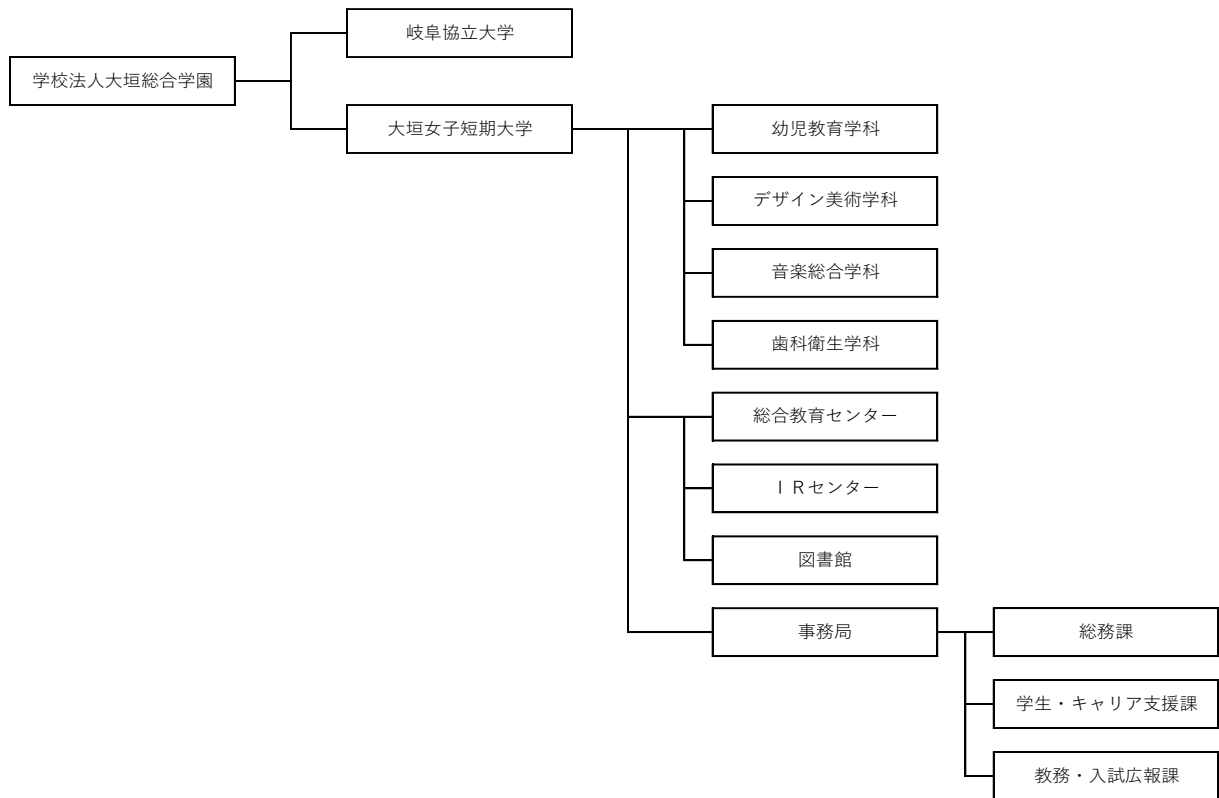 岐阜協立大学
学校法人大垣総合学園
大垣女子短期大学
幼児教育学科
デザイン美術学科
音楽総合学科
歯科衛生学科
総合教育センター
ＩＲセンター
図書館
事務局
総務課
学生・キャリア支援課
教務・入試広報課